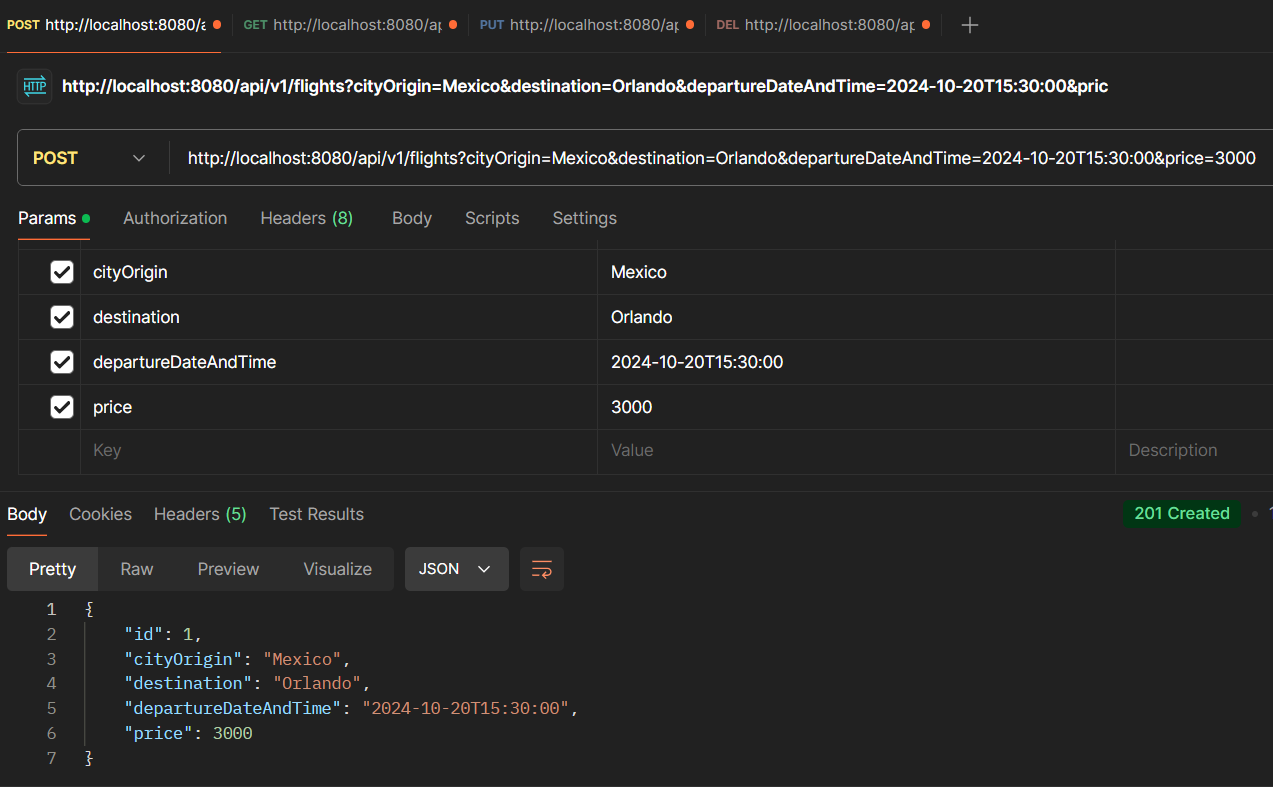 POST http://localhost:8080/a GET http://localhost:8080/ap PUT http://localhost:8080/ap DEL http://localhost:8080/ap
HTTP http://localhost:8080/api/v1/flights?cityOrigin=Mexico&destination=Orlando&departureDateAndTime=2024-10-20T15:30:00&pric
POST http://localhost:8080/api/v1/flights?cityOrigin=Mexico&destination=Orlando&departureDateAndTime=2024-10-20T15:30:00&price=3000
Params Authorization Headers (8) Body Scripts Settings
cityOrigin Mexico
destination Orlando
departureDateAndTime 2024-10-20T15:30:00
price 3000
Key Value Description
Body Cookies Headers (5) Test Results 201 Created
Pretty Raw Preview Visualize JSON
1 {
2 "id": 1,
3 "cityOrigin": "Mexico",
4 "destination": "Orlando",
5 "departureDateAndTime": "2024-10-20T15:30:00",
6 "price": 3000
7 }